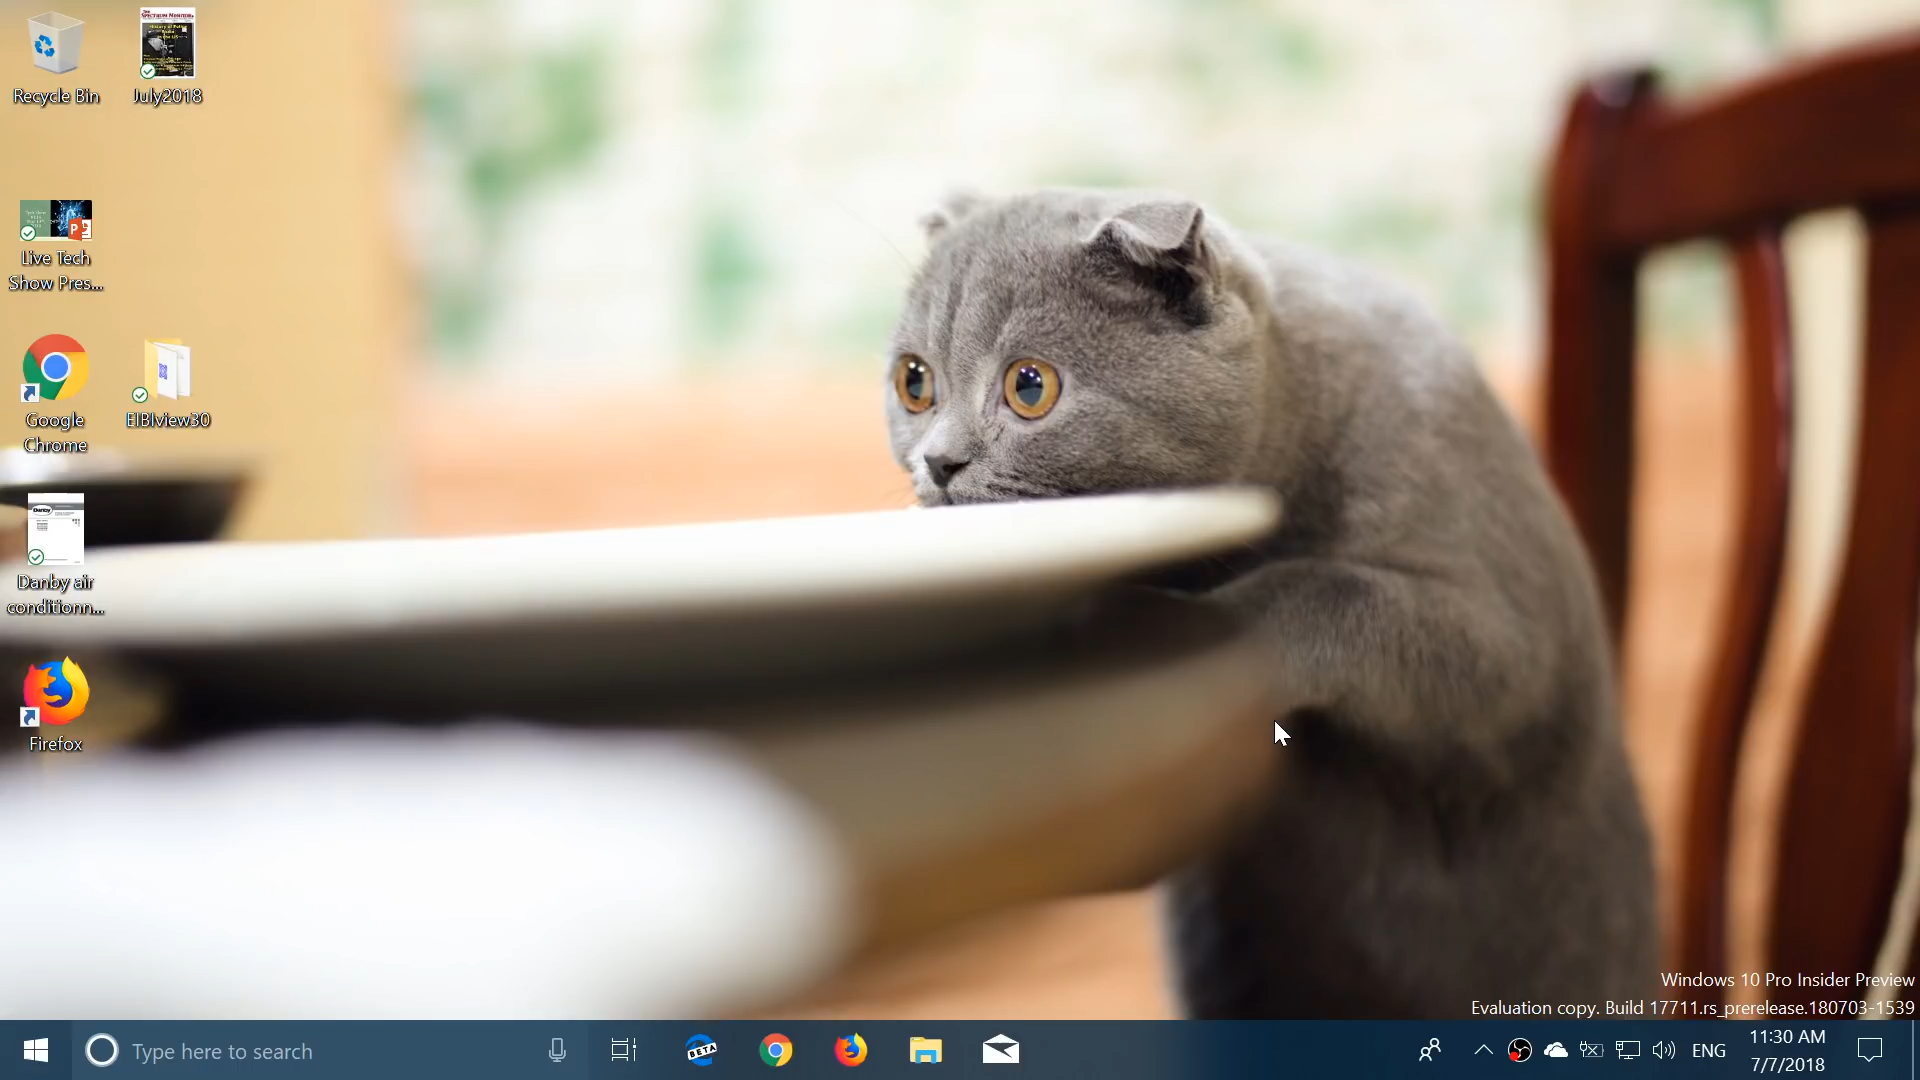 Recycle Bin
July2018
Live Tech
Show Pres...
Google
Chrome
EIBIview30
Danby air
conditionn...
Firefox
Windows 10 Pro Insider Preview
Evaluation copy. Build 17711.rs_prerelease.180703-1539
Type here to search
BETA
ENG
11:30 AM
7/7/2018